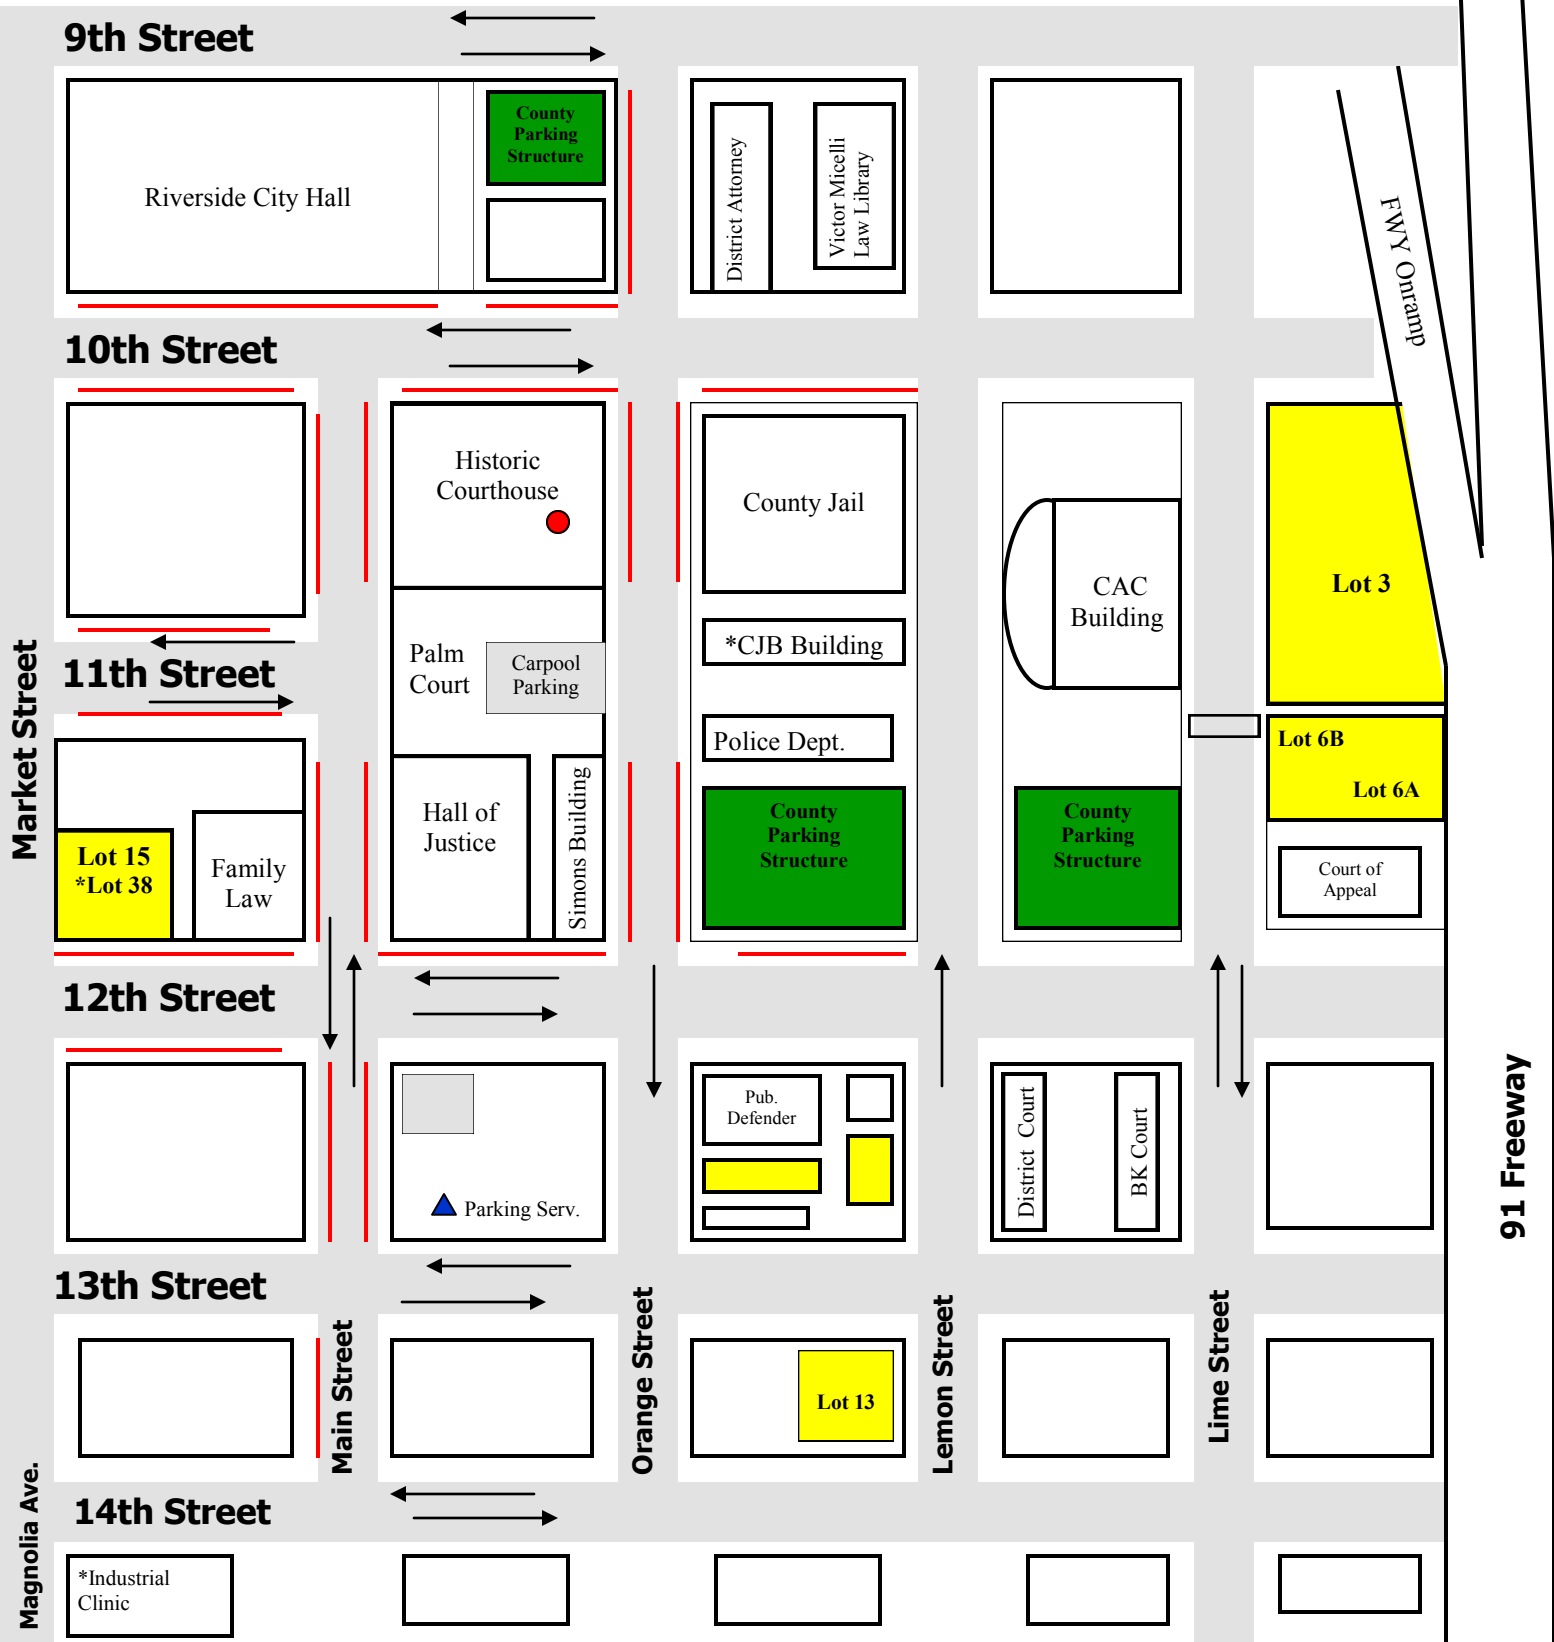 9th Street
County
Parking
Structure
Riverside City Hall
District Attorney
Victor Micelli
Law Library
FWY Onramp
10th Street
Historic
Courthouse
County Jail
CAC
Building
Lot 3
*CJB Building
Palm
Court
Carpool
Parking
11th Street
Market Street
Police Dept.
Lot 6B
Lot 6A
Hall of
Justice
Simons Building
County
Parking
Structure
County
Parking
Structure
Lot 15
*Lot 38
Family
Law
Court of
Appeal
12th Street
Pub.
Defender
District Court
BK Court
91 Freeway
Parking Serv.
13th Street
Main Street
Orange Street
Lemon Street
Lime Street
Lot 13
Magnolia Ave.
14th Street
*Industrial
Clinic